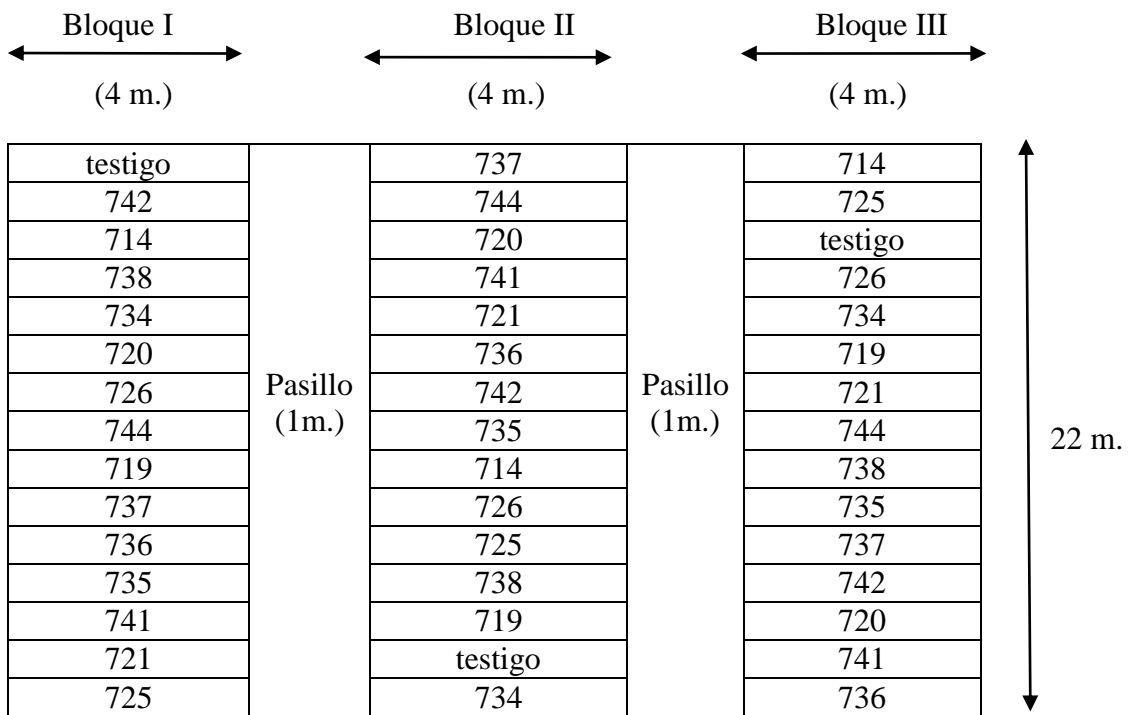 Bloque I Bloque II Bloque III
(4 m.) (4 m.) (4 m.)
testigo 737 714
742 744 725
714 720 testigo
738 741 726
734 721 734
720 736 719
726 Pasillo 742 Pasillo 721
744 (1m.) 735 (1m.) 744
22 m.
719 714 738
737 726 735
736 725 737
735 738 742
741 719 720
721 testigo 741
725 734 736